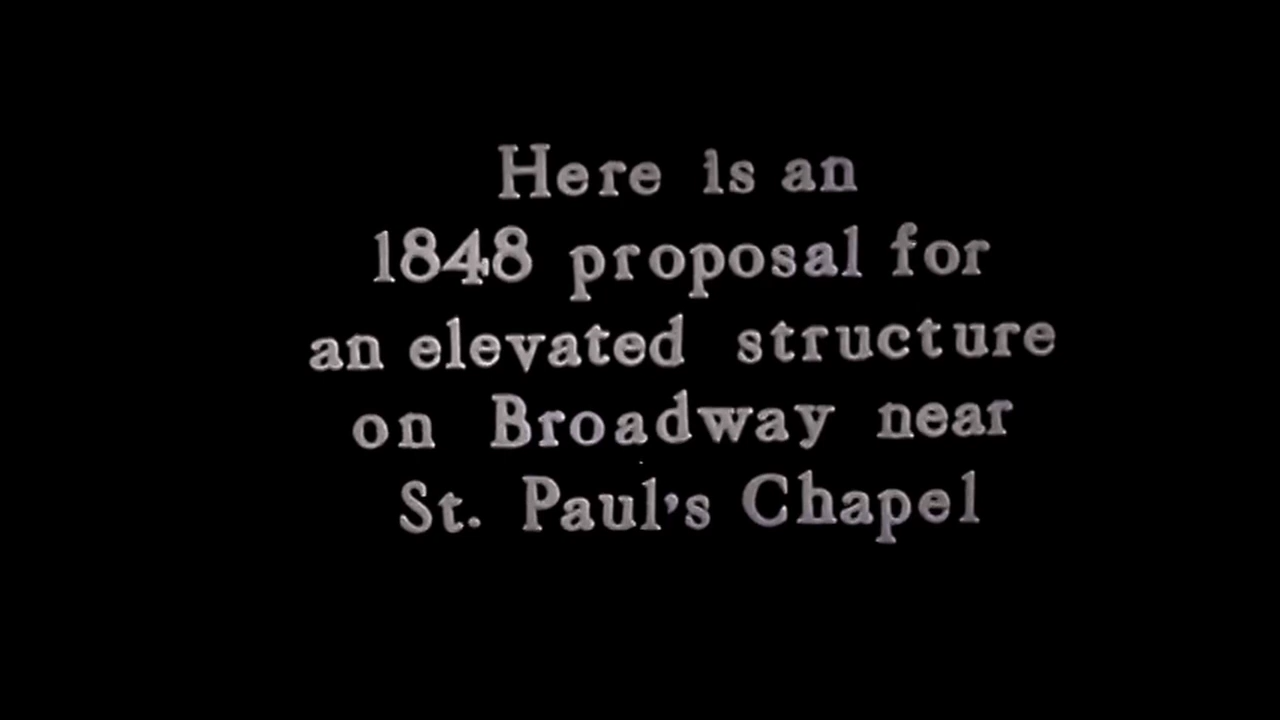 Here is an
1848 proposal for
an elevated structure
on Broadway near
St. Paul's Chapel